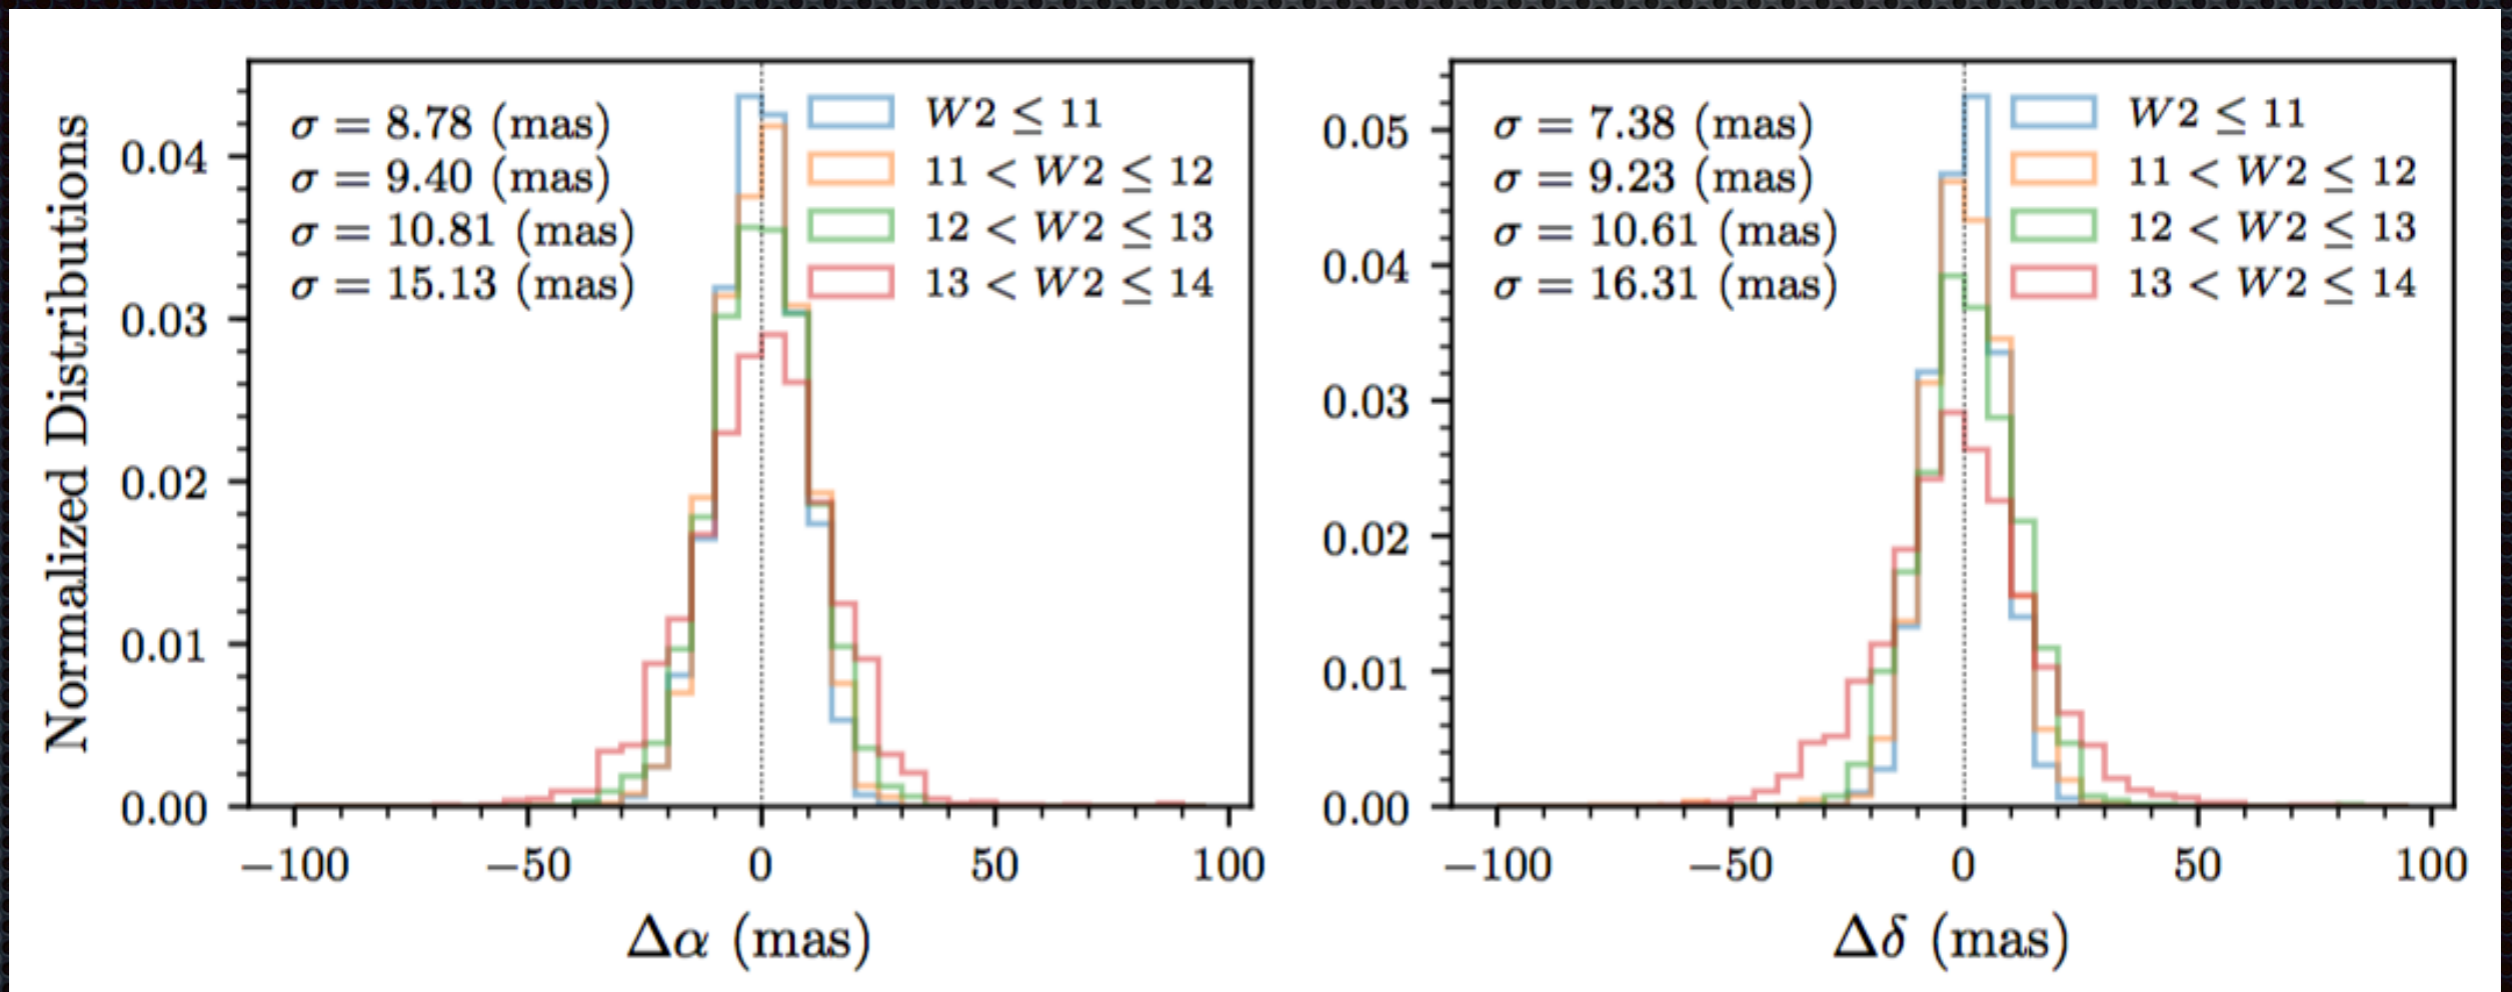 Normalized Distributions
σ = 8.78 (mas)
σ = 9.40 (mas)
σ = 10.81 (mas)
σ = 15.13 (mas)
W2 ≤ 11
11 < W2 ≤ 12
12 < W2 ≤ 13
13 < W2 ≤ 14
0.04
0.03
0.02
0.01
0.00
−100 −50 0 50 100
Δα (mas)
σ = 7.38 (mas)
σ = 9.23 (mas)
σ = 10.61 (mas)
σ = 16.31 (mas)
W2 ≤ 11
11 < W2 ≤ 12
12 < W2 ≤ 13
13 < W2 ≤ 14
0.05
0.04
0.03
0.02
0.01
0.00
−100 −50 0 50 100
Δδ (mas)